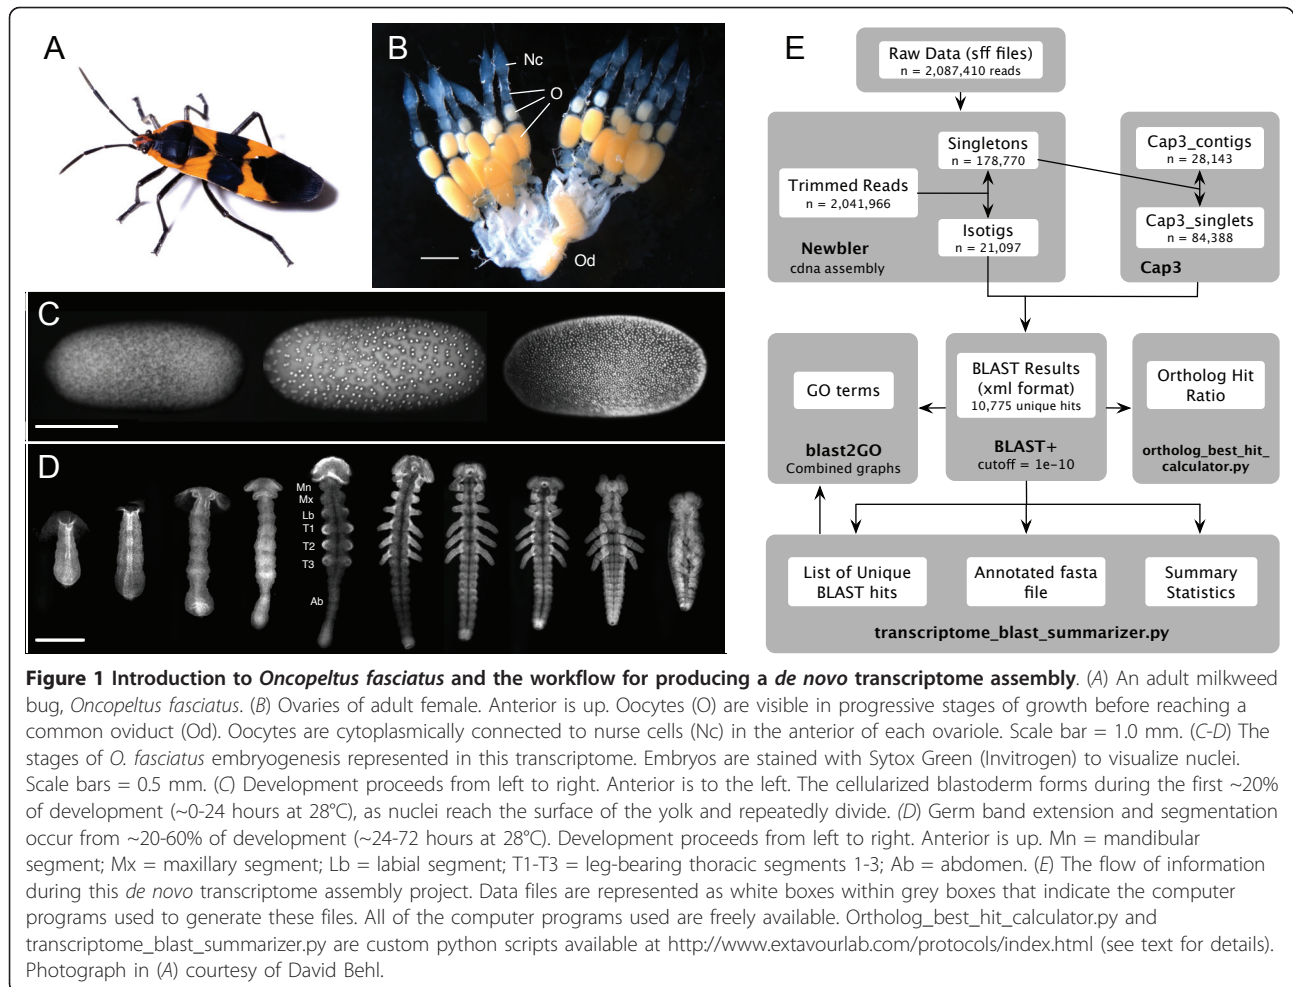 A
B
Nc
O
Od
C
D
Mn
Mx
Lb
T1
T2
T3
Ab
E
Raw Data (sff files)
n = 2,087,410 reads
Singletons
n = 178,770
Trimmed Reads
n = 2,041,966
Isotigs
n = 21,097
Newbler
cdna assembly
Cap3_contigs
n = 28,143
Cap3_singlets
n = 84,388
Cap3
GO terms
blast2GO
Combined graphs
BLAST Results
(xml format)
10,775 unique hits
BLAST+
cutoff = 1e-10
Ortholog Hit
Ratio
ortholog_best_hit_
calculator.py
List of Unique
BLAST hits
Annotated fasta
file
Summary
Statistics
transcriptome_blast_summarizer.py
Figure 1 Introduction to Oncopeltus fasciatus and the workflow for producing a de novo transcriptome assembly. (A) An adult milkweed
bug, Oncopeltus fasciatus. (B) Ovaries of adult female. Anterior is up. Oocytes (O) are visible in progressive stages of growth before reaching a
common oviduct (Od). Oocytes are cytoplasmically connected to nurse cells (Nc) in the anterior of each ovariole. Scale bar = 1.0 mm. (C-D) The
stages of O. fasciatus embryogenesis represented in this transcriptome. Embryos are stained with Sytox Green (Invitrogen) to visualize nuclei.
Scale bars = 0.5 mm. (C) Development proceeds from left to right. Anterior is to the left. The cellularized blastoderm forms during the first ~20%
of development (~0-24 hours at 28°C), as nuclei reach the surface of the yolk and repeatedly divide. (D) Germ band extension and segmentation
occur from ~20-60% of development (~24-72 hours at 28°C). Development proceeds from left to right. Anterior is up. Mn = mandibular
segment; Mx = maxillary segment; Lb = labial segment; T1-T3 = leg-bearing thoracic segments 1-3; Ab = abdomen. (E) The flow of information
during this de novo transcriptome assembly project. Data files are represented as white boxes within grey boxes that indicate the computer
programs used to generate these files. All of the computer programs used are freely available. Ortholog_best_hit_calculator.py and
transcriptome_blast_summarizer.py are custom python scripts available at http://www.extavourlab.com/protocols/index.html (see text for details).
Photograph in (A) courtesy of David Behl.